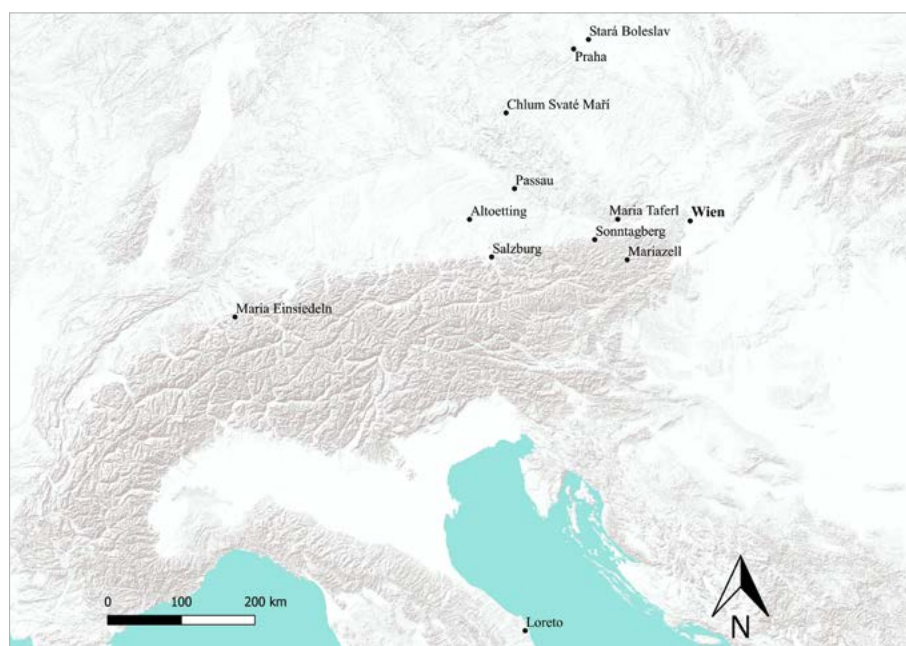 Stará Boleslav
Praha
Chlum Svaté Maří
Passau
Altoetting
Maria Taferl
Wien
Sonntagberg
Salzburg
Mariazell
Maria Einsiedeln
0 100 200 km
N
Loreto